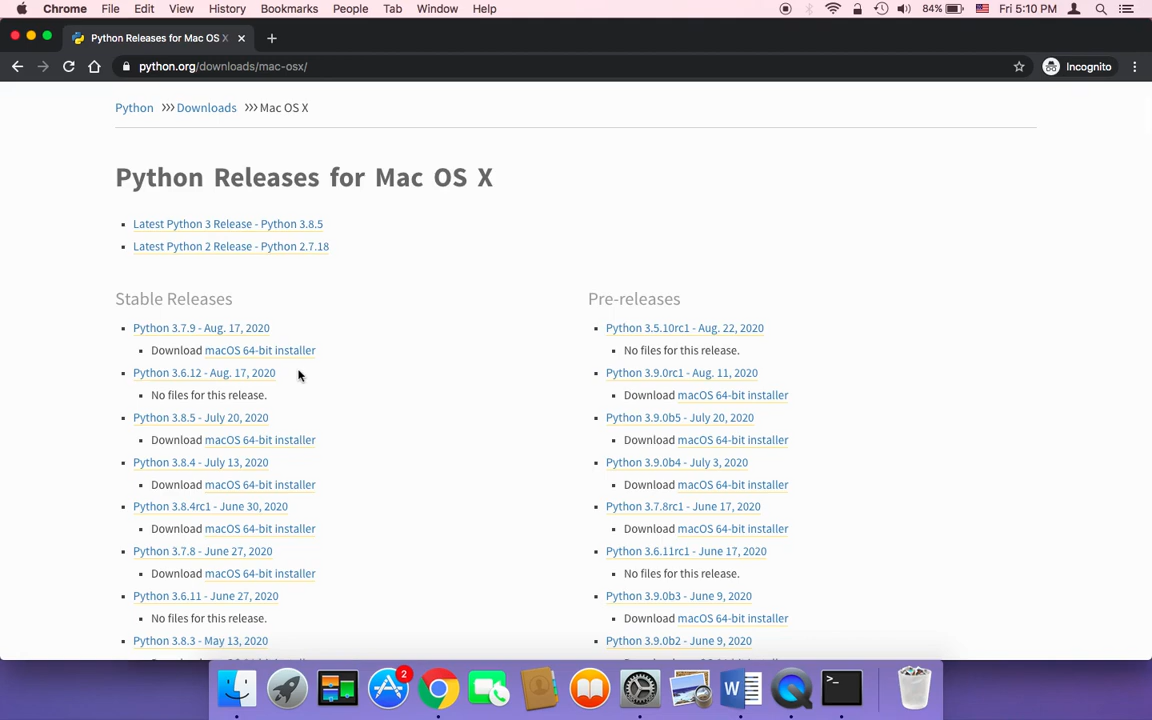 Chrome File Edit View History Bookmarks People Tab Window Help 84% Fri 5:10 PM
Python Releases for Mac OS X
python.org/downloads/mac-osx/ Incognito
Python >>> Downloads >>> Mac OS X
Python Releases for Mac OS X
Latest Python 3 Release - Python 3.8.5
Latest Python 2 Release - Python 2.7.18
Stable Releases
Python 3.7.9 - Aug. 17, 2020
Download macOS 64-bit installer
Python 3.6.12 - Aug. 17, 2020
No files for this release.
Python 3.8.5 - July 20, 2020
Download macOS 64-bit installer
Python 3.8.4 - July 13, 2020
Download macOS 64-bit installer
Python 3.8.4rc1 - June 30, 2020
Download macOS 64-bit installer
Python 3.7.8 - June 27, 2020
Download macOS 64-bit installer
Python 3.6.11 - June 27, 2020
No files for this release.
Python 3.8.3 - May 13, 2020
Pre-releases
Python 3.5.10rc1 - Aug. 22, 2020
No files for this release.
Python 3.9.0rc1 - Aug. 11, 2020
Download macOS 64-bit installer
Python 3.9.0b5 - July 20, 2020
Download macOS 64-bit installer
Python 3.9.0b4 - July 3, 2020
Download macOS 64-bit installer
Python 3.7.8rc1 - June 17, 2020
Download macOS 64-bit installer
Python 3.6.11rc1 - June 17, 2020
No files for this release.
Python 3.9.0b3 - June 9, 2020
Download macOS 64-bit installer
Python 3.9.0b2 - June 9, 2020
2
W
>_